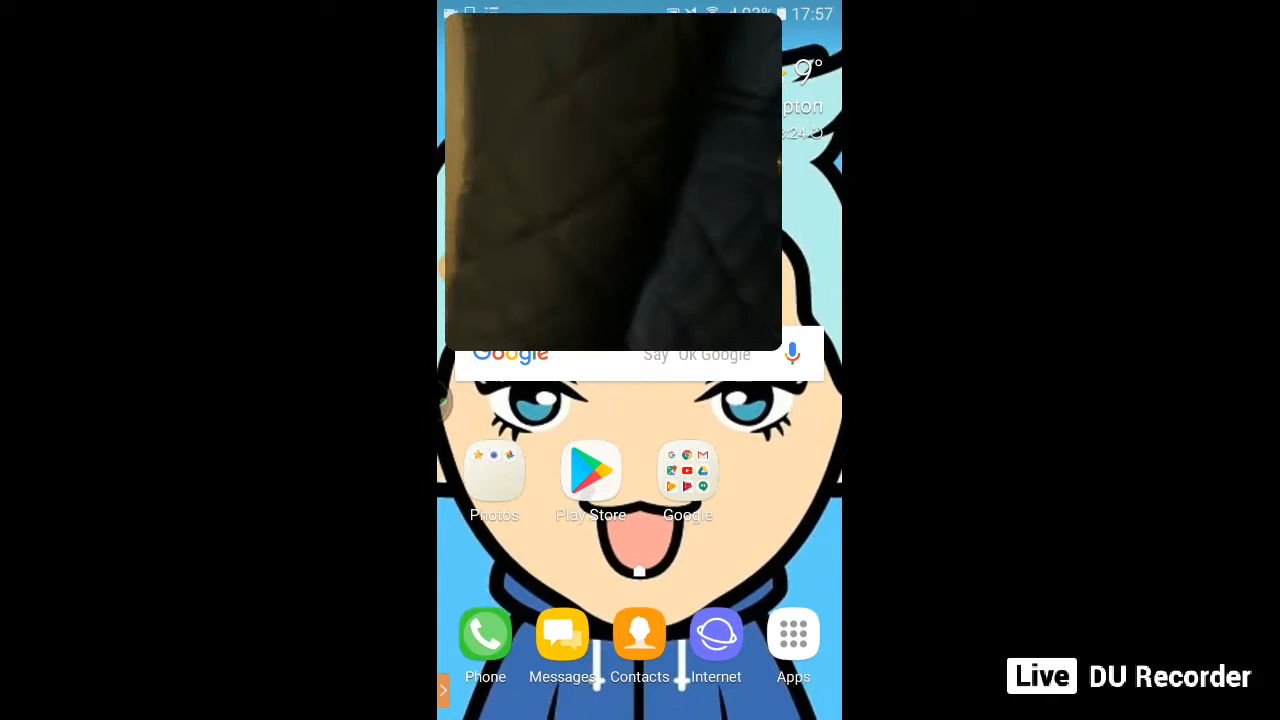 17:57
9°
pton
Google Say "Ok Google"
Photos
Play Store
Google
Phone
Messages
Contacts
Internet
Apps
Live DU Recorder